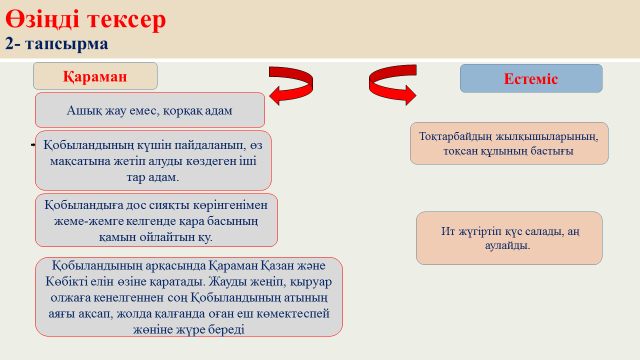 Өзіңді тексер
2- тапсырма
Қараман
Ашық жау емес, қорқақ адам
Қобыландының күшін пайдаланып, өз
мақсатына жетіп алуды көздеген іші
тар адам.
Қобыландыға дос сияқты көрінгенімен
жеме-жемге келгенде қара басының
қамын ойлайтын қу.
Қобыландының арқасында Қараман Қазан және
Көбікті елін өзіне қаратады. Жауды жеңіп, қыруар
олжаға кенелгеннен соң Қобыландының атының
аяғы ақсап, жолда қалғанда оған еш көмектеспей
жөніне жүре береді
Естеміс
Тоқтарбайдың жылқышыларының,
тоқсан құлының бастығы
Ит жүгіртіп құс салады, аң
аулайды.